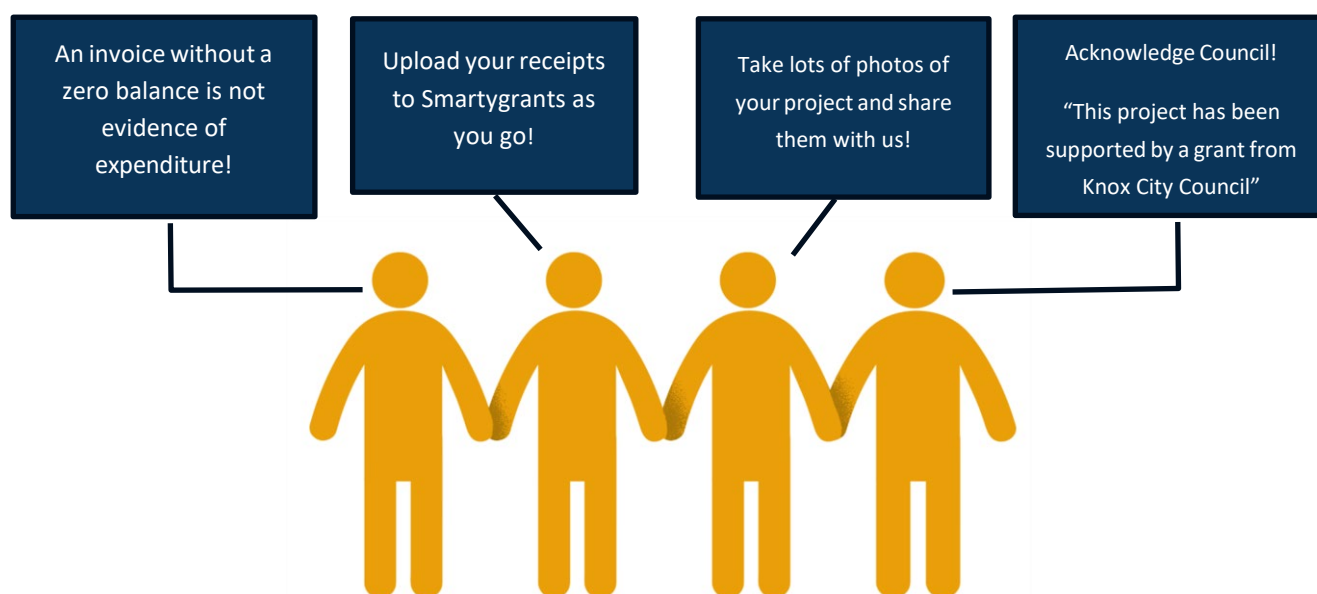 An invoice without a
zero balance is not
evidence of
expenditure!
Upload your receipts
to Smartygrants as
you go!
Take lots of photos of
your project and share
them with us!
Acknowledge Council!
“This project has been
supported by a grant from
Knox City Council”